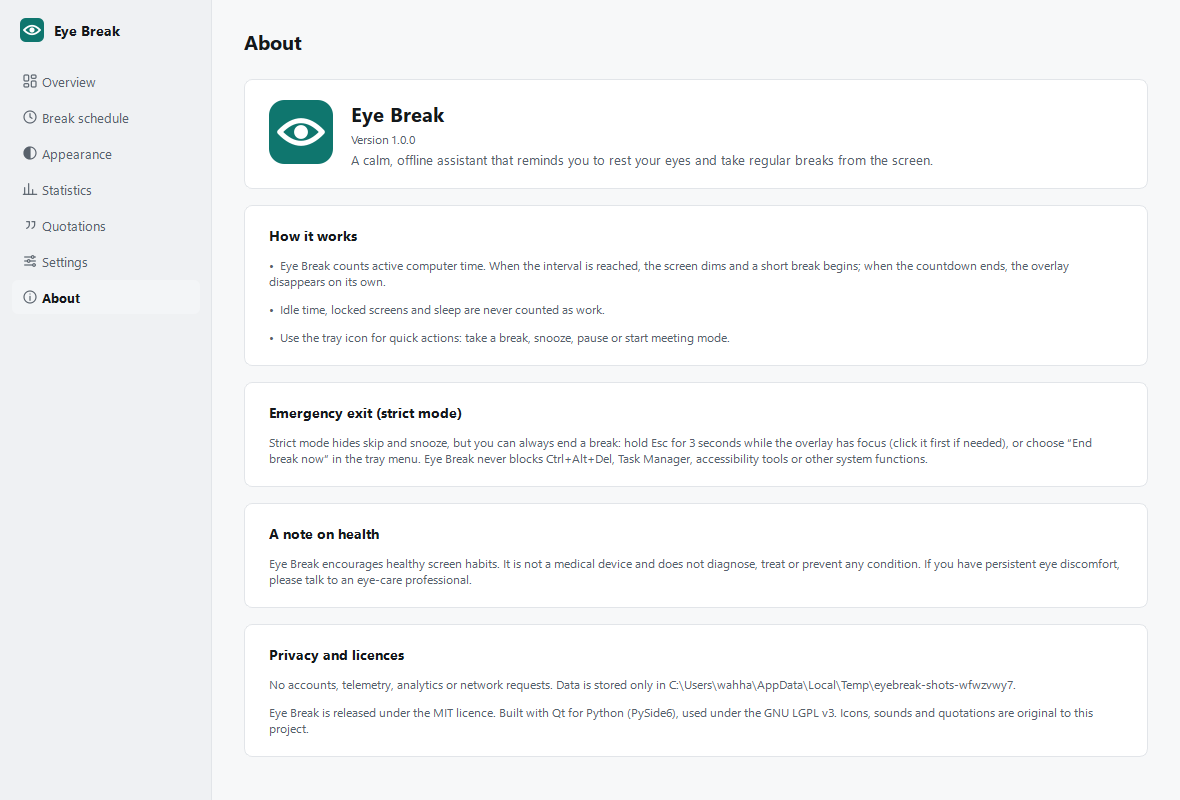 Eye Break
Overview
Break schedule
Appearance
Statistics
Quotations
Settings
About
About
Eye Break
Version 1.0.0
A calm, offline assistant that reminds you to rest your eyes and take regular breaks from the screen.
How it works
• Eye Break counts active computer time. When the interval is reached, the screen dims and a short break begins; when the countdown ends, the overlay
disappears on its own.
• Idle time, locked screens and sleep are never counted as work.
• Use the tray icon for quick actions: take a break, snooze, pause or start meeting mode.
Emergency exit (strict mode)
Strict mode hides skip and snooze, but you can always end a break: hold Esc for 3 seconds while the overlay has focus (click it first if needed), or choose “End
break now” in the tray menu. Eye Break never blocks Ctrl+Alt+Del, Task Manager, accessibility tools or other system functions.
A note on health
Eye Break encourages healthy screen habits. It is not a medical device and does not diagnose, treat or prevent any condition. If you have persistent eye discomfort,
please talk to an eye-care professional.
Privacy and licences
No accounts, telemetry, analytics or network requests. Data is stored only in C:\Users\wahha\AppData\Local\Temp\eyebreak-shots-wfwzvwy7.
Eye Break is released under the MIT licence. Built with Qt for Python (PySide6), used under the GNU LGPL v3. Icons, sounds and quotations are original to this
project.